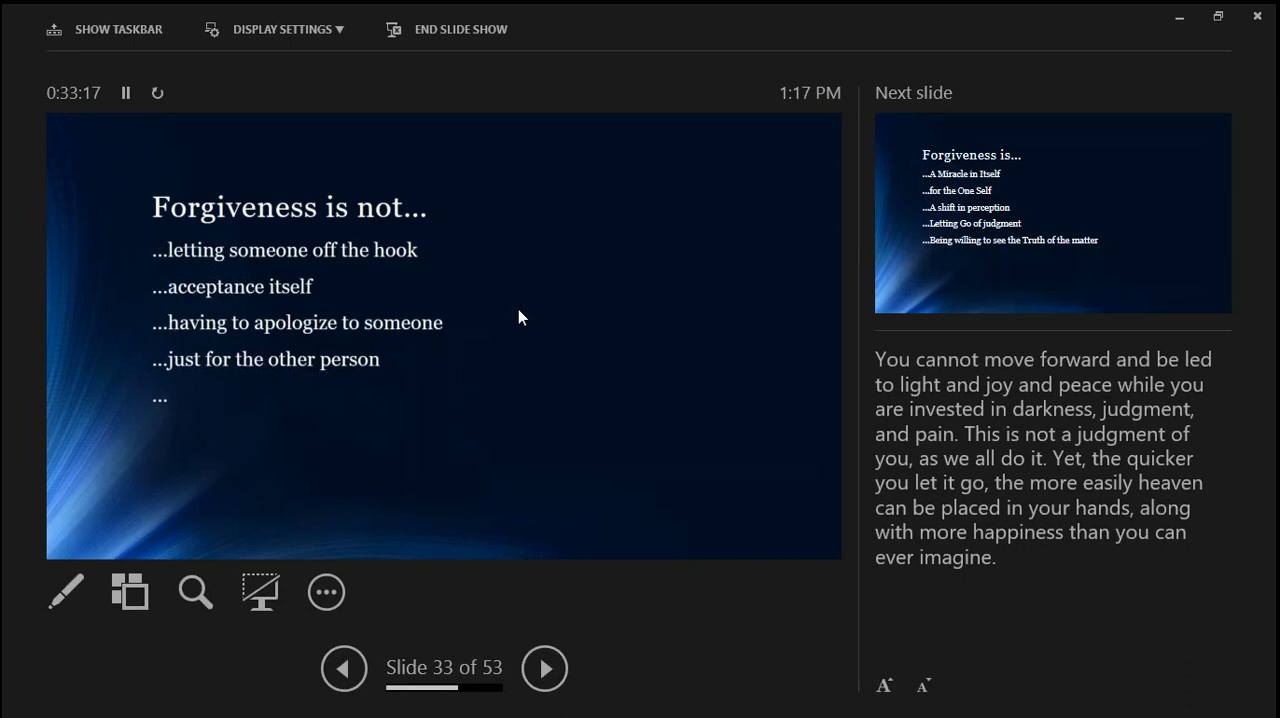 SHOW TASKBAR
DISPLAY SETTINGS ▼
END SLIDE SHOW
0:33:17
1:17 PM
Forgiveness is not...
...letting someone off the hook
...acceptance itself
...having to apologize to someone
...just for the other person
...
Slide 33 of 53
Next slide
Forgiveness is...
...A Miracle in Itself
...for the One Self
...A shift in perception
...Letting Go of judgment
...Being willing to see the Truth of the matter
You cannot move forward and be led
to light and joy and peace while you
are invested in darkness, judgment,
and pain. This is not a judgment of
you, as we all do it. Yet, the quicker
you let it go, the more easily heaven
can be placed in your hands, along
with more happiness than you can
ever imagine.
A A